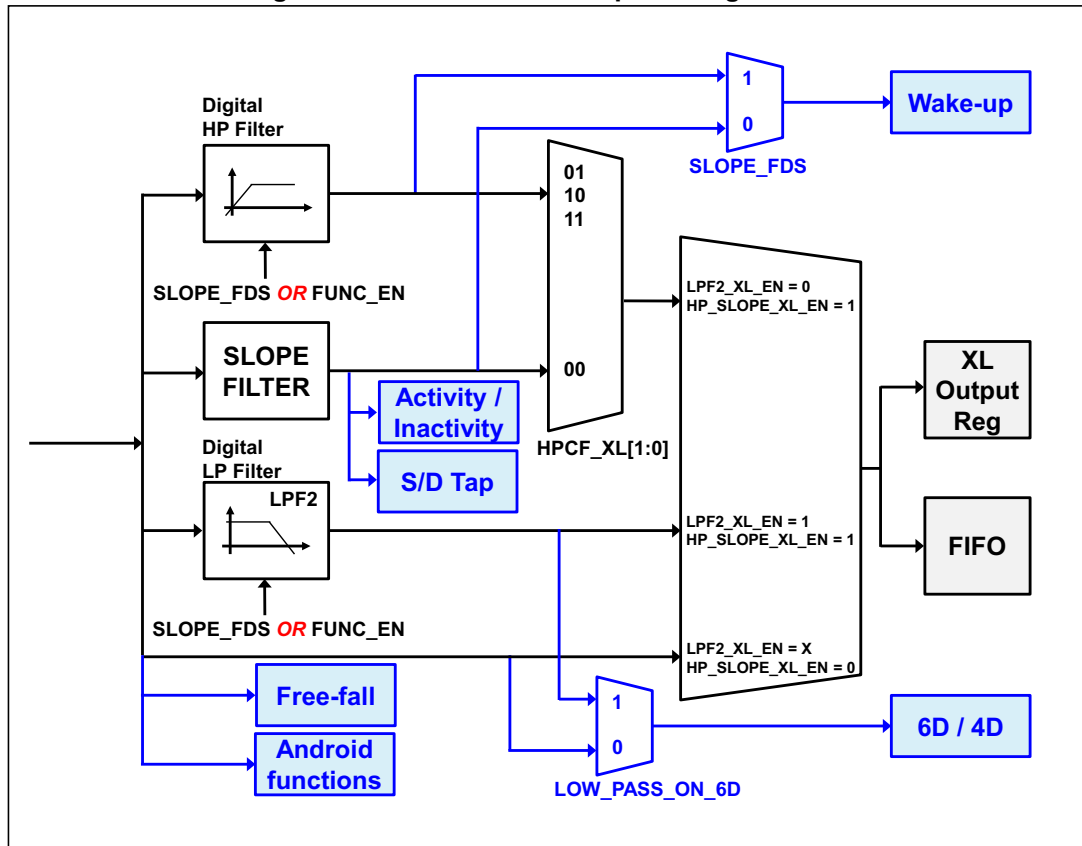 1
0
Wake-up
SLOPE_FDS
Digital
HP Filter
01
10
11
SLOPE_FDS OR FUNC_EN
LPF2_XL_EN = 0
HP_SLOPE_XL_EN = 1
SLOPE
FILTER
00
Activity /
Inactivity
HPCF_XL[1:0]
S/D Tap
XL
Output
Reg
Digital
LP Filter
LPF2
LPF2_XL_EN = 1
HP_SLOPE_XL_EN = 1
FIFO
SLOPE_FDS OR FUNC_EN
LPF2_XL_EN = X
HP_SLOPE_XL_EN = 0
Free-fall
1
0
6D / 4D
Android
functions
LOW_PASS_ON_6D